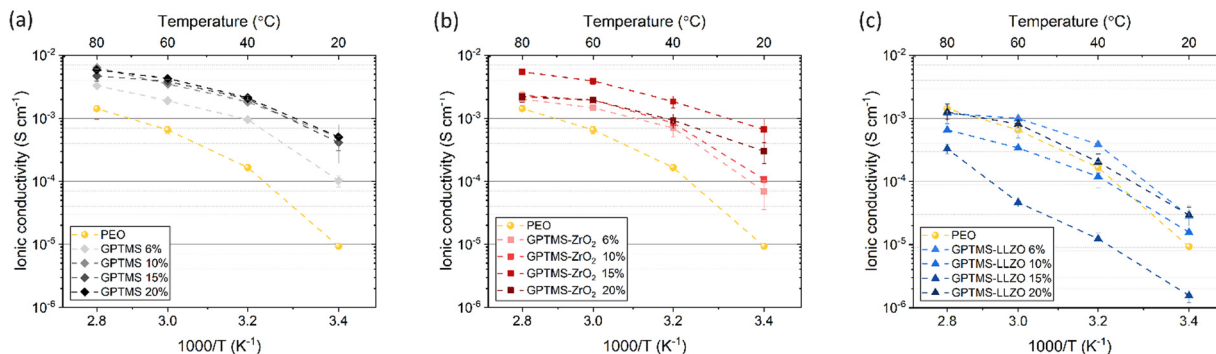 (a)
Temperature (°C)
80 60 40 20
Ionic conductivity (S cm⁻¹)
10⁻²
10⁻³
10⁻⁴
10⁻⁵
10⁻⁶
PEO
GPTMS 6%
GPTMS 10%
GPTMS 15%
GPTMS 20%
2.8 3.0 3.2 3.4
1000/T (K⁻¹)
(b)
Temperature (°C)
80 60 40 20
Ionic conductivity (S cm⁻¹)
10⁻²
10⁻³
10⁻⁴
10⁻⁵
10⁻⁶
PEO
GPTMS-ZrO₂ 6%
GPTMS-ZrO₂ 10%
GPTMS-ZrO₂ 15%
GPTMS-ZrO₂ 20%
2.8 3.0 3.2 3.4
1000/T (K⁻¹)
(c)
Temperature (°C)
80 60 40 20
Ionic conductivity (S cm⁻¹)
10⁻²
10⁻³
10⁻⁴
10⁻⁵
10⁻⁶
PEO
GPTMS-LLZO 6%
GPTMS-LLZO 10%
GPTMS-LLZO 15%
GPTMS-LLZO 20%
2.8 3.0 3.2 3.4
1000/T (K⁻¹)